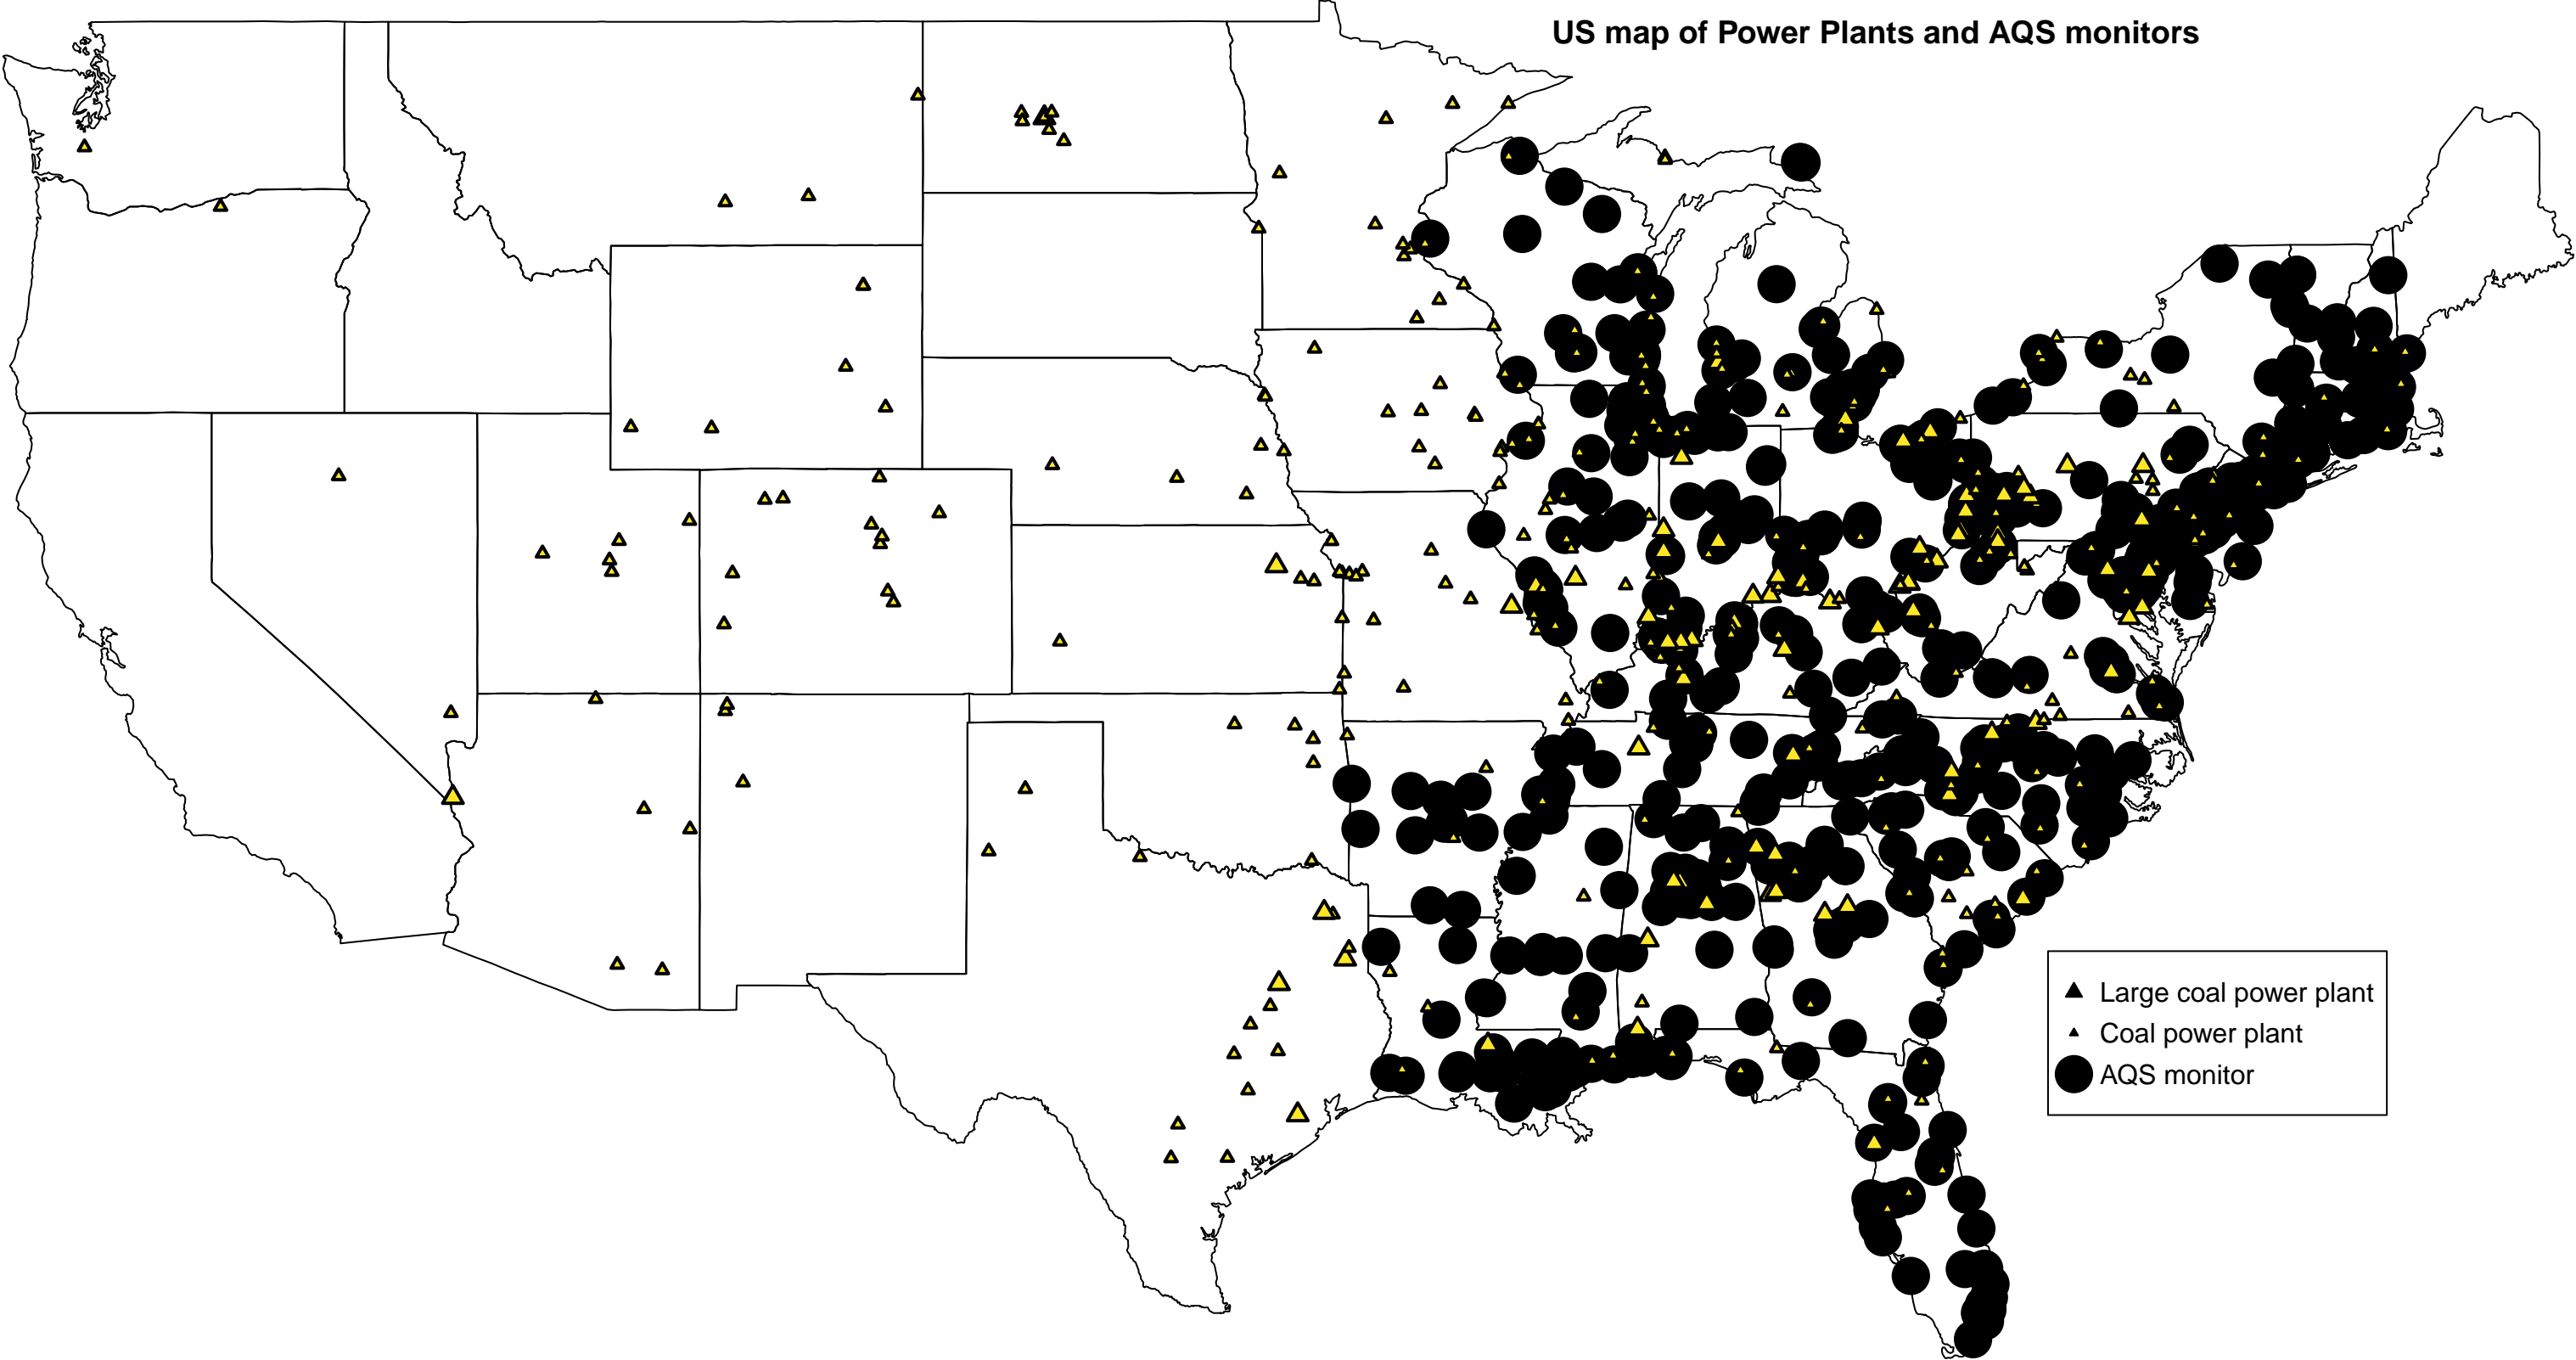 US map of Power Plants and AQS monitors
Large coal power plant
Coal power plant
AQS monitor